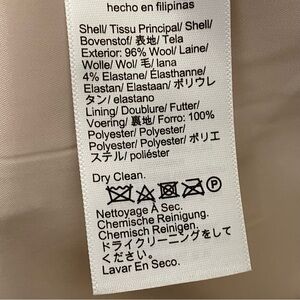 hecho en filipinas
Shell/ Tissu Principal/ Shell/
Bovenstof/ 表地/ Tela
Exterior: 96% Wool/ Laine/
Wolle/ Wol/ 毛/ lana
4% Elastane/ Élasthanne/
Elastan/ Elastaan/ ポリウレ
タン/ elastano
Lining/ Doublure/ Futter/
Voering/ 裏地/ Forro: 100%
Polyester/ Polyester/
Polyester/ Polyester/ ポリエ
ステル/ poliéster
Dry Clean.
P
Nettoyage À Sec.
Chemische Reinigung.
Chemisch Reinigen.
ドライクリーニングをして
ください。
Lavar En Seco.